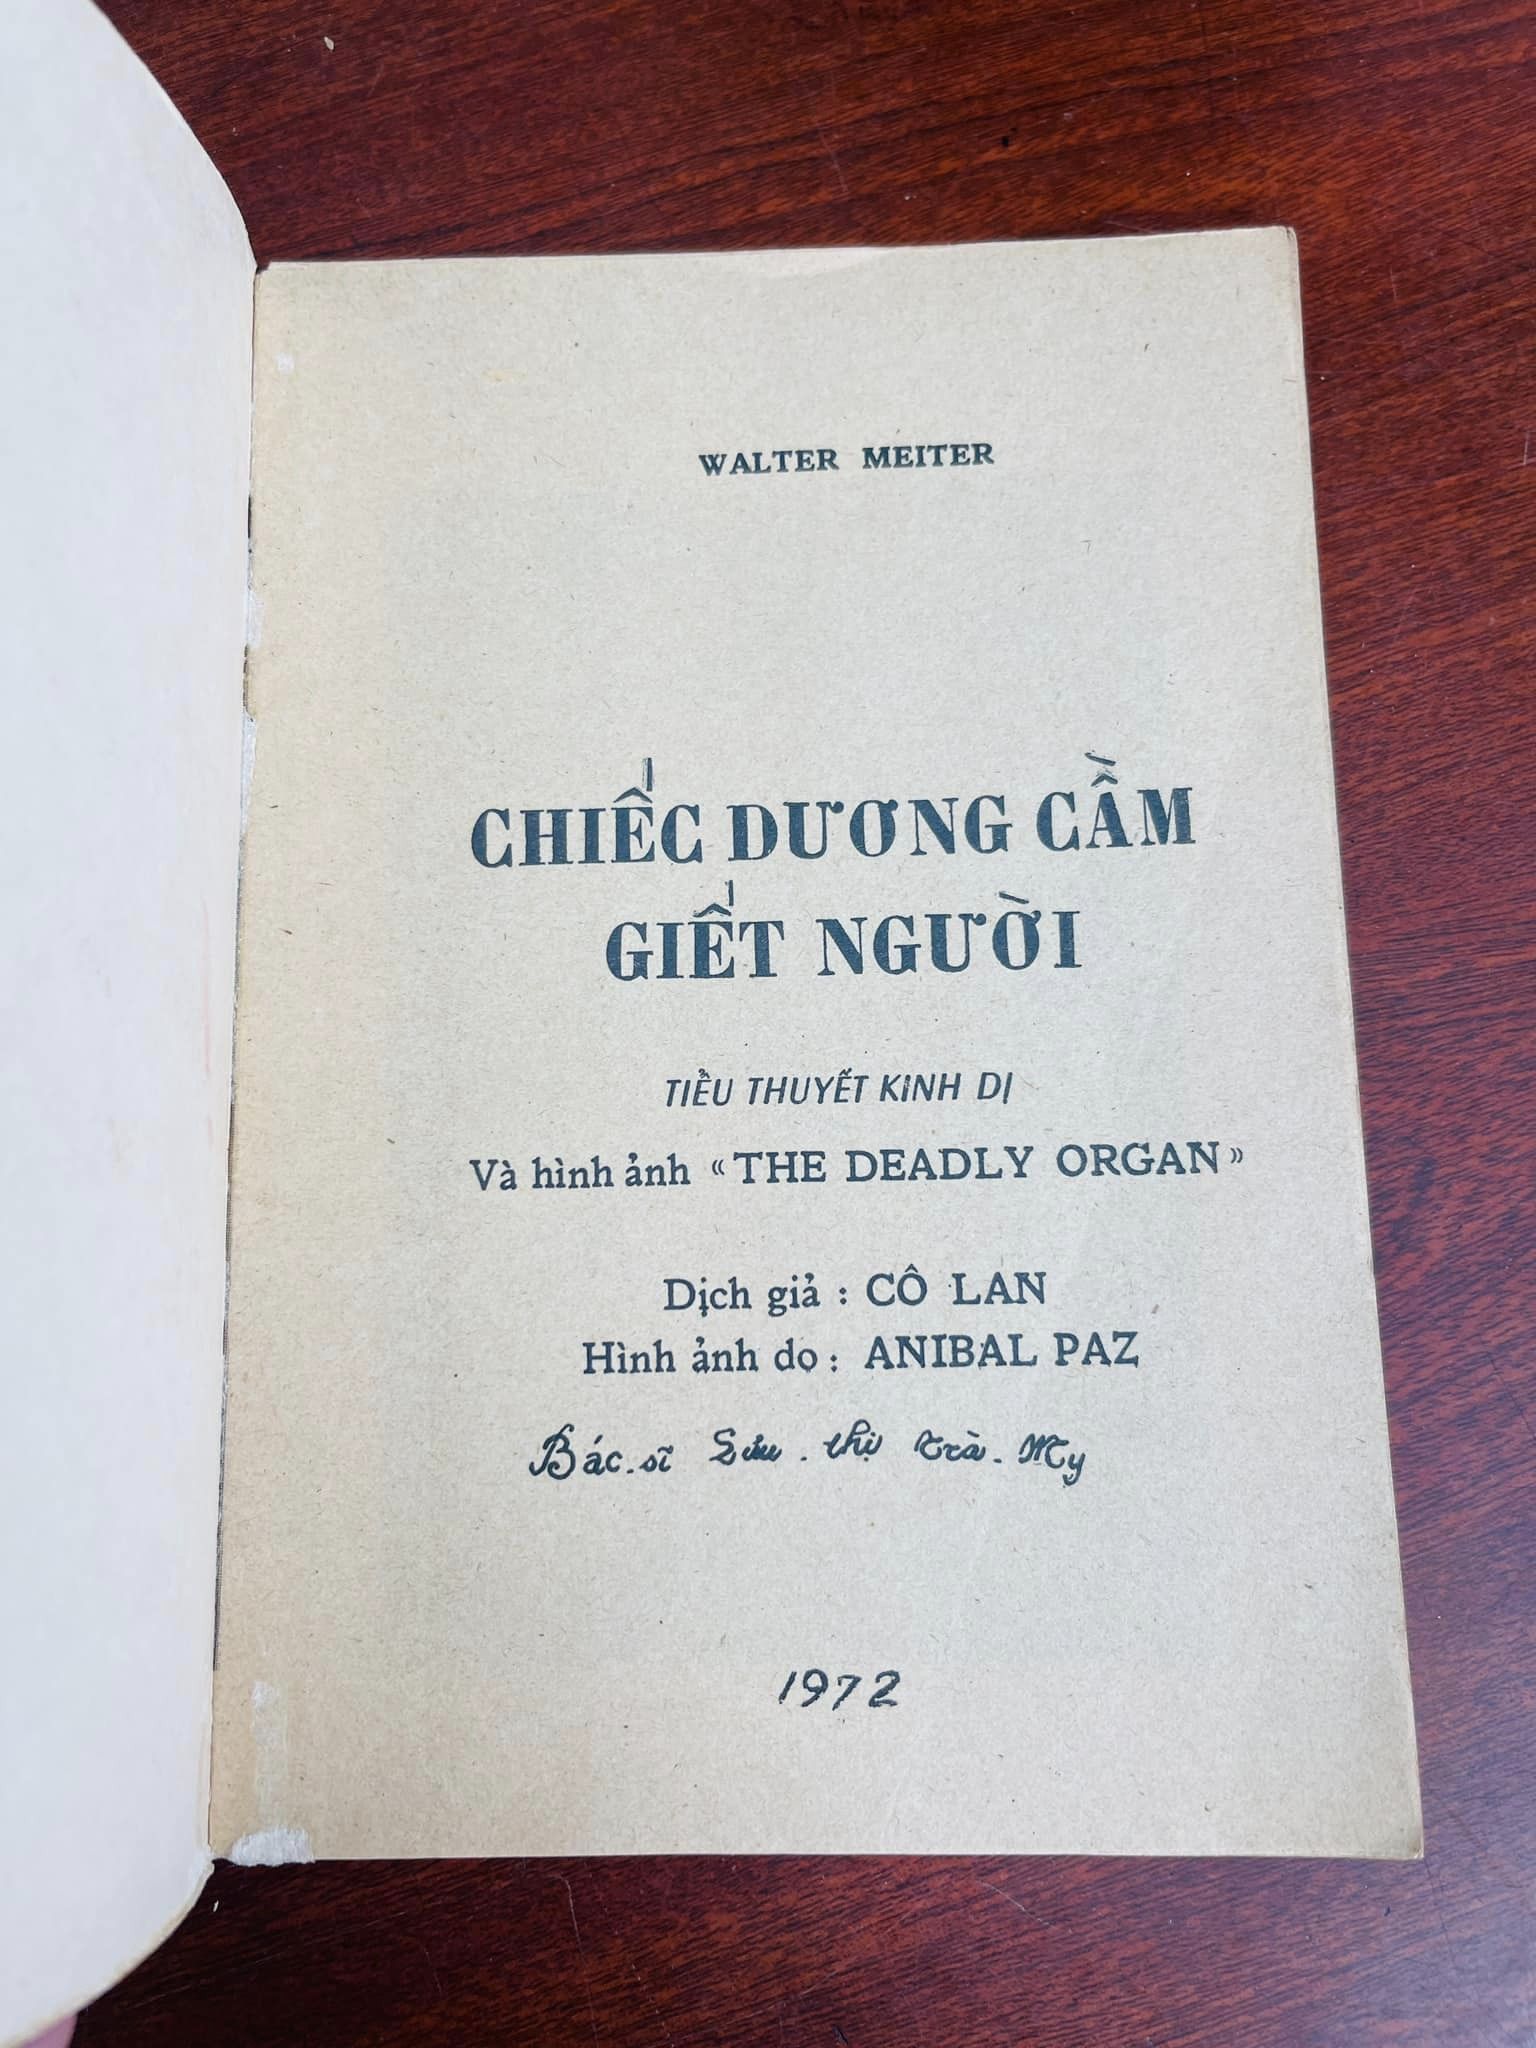 WALTER MEITER
CHIẾC DƯƠNG CẦM
GIẾT NGƯỜI
TIỂU THUYẾT KINH DỊ
Và hình ảnh «THE DEADLY ORGAN»
Dịch giả : CÔ LAN
Hình ảnh do : ANIBAL PAZ
Bác.sĩ Sửu.thị Trà.My
1972